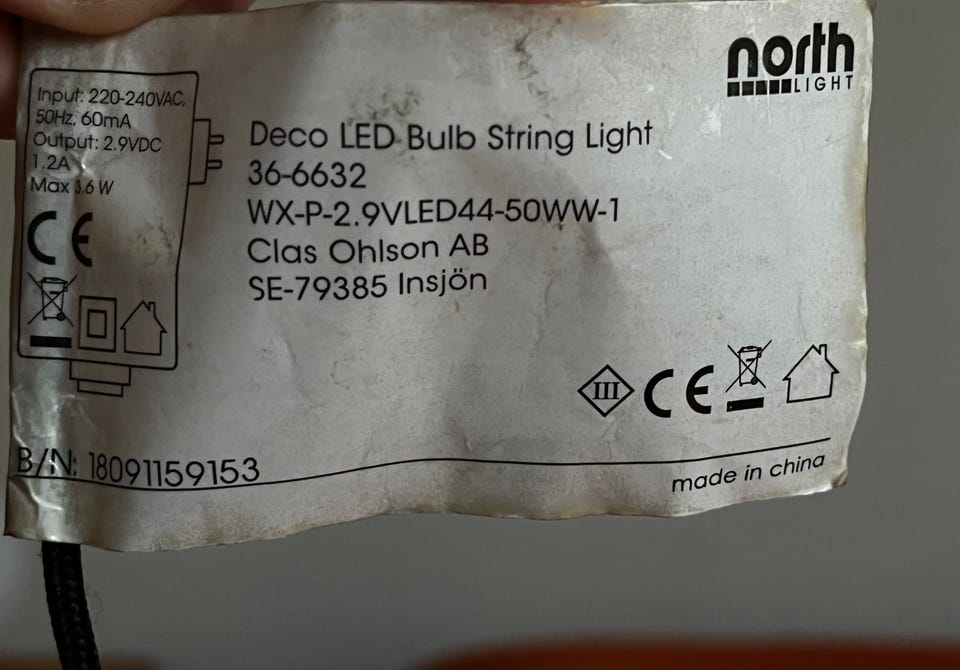 north
LIGHT
Input: 220-240VAC,
50Hz, 60mA
Output: 2.9VDC
1.2A
Max 3.6 W
CE
Deco LED Bulb String Light
36-6632
WX-P-2.9VLED44-50WW-1
Clas Ohlson AB
SE-79385 Insjön
III
CE
B/N: 18091159153
made in china